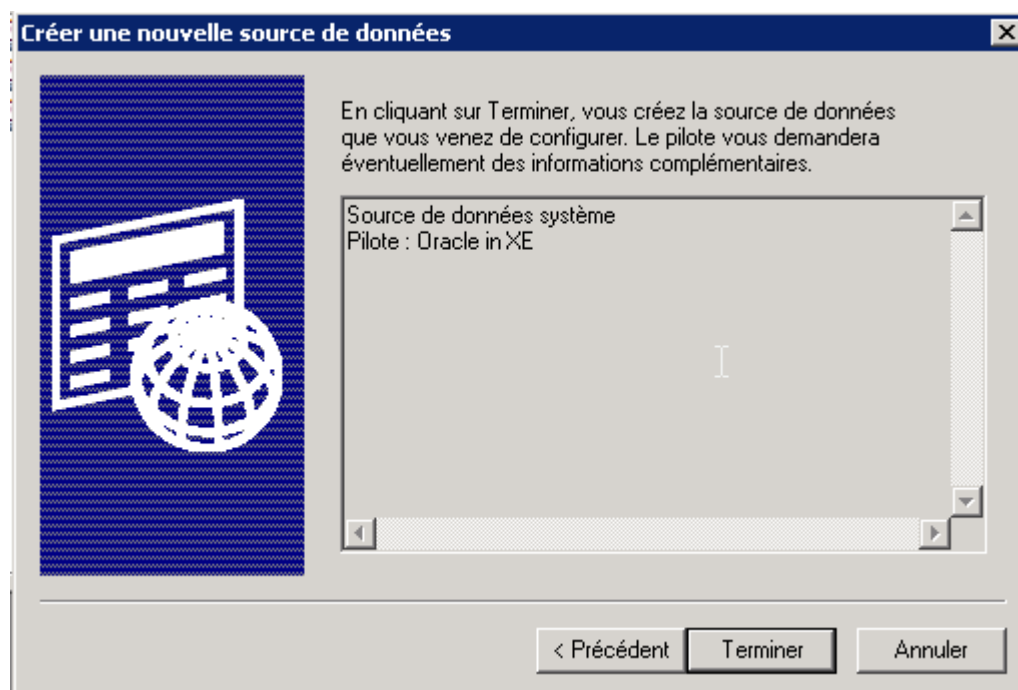 Créer une nouvelle source de données
En cliquant sur Terminer, vous créez la source de données
que vous venez de configurer. Le pilote vous demandera
éventuellement des informations complémentaires.
Source de données système
Pilote : Oracle in XE
< Précédent
Terminer
Annuler